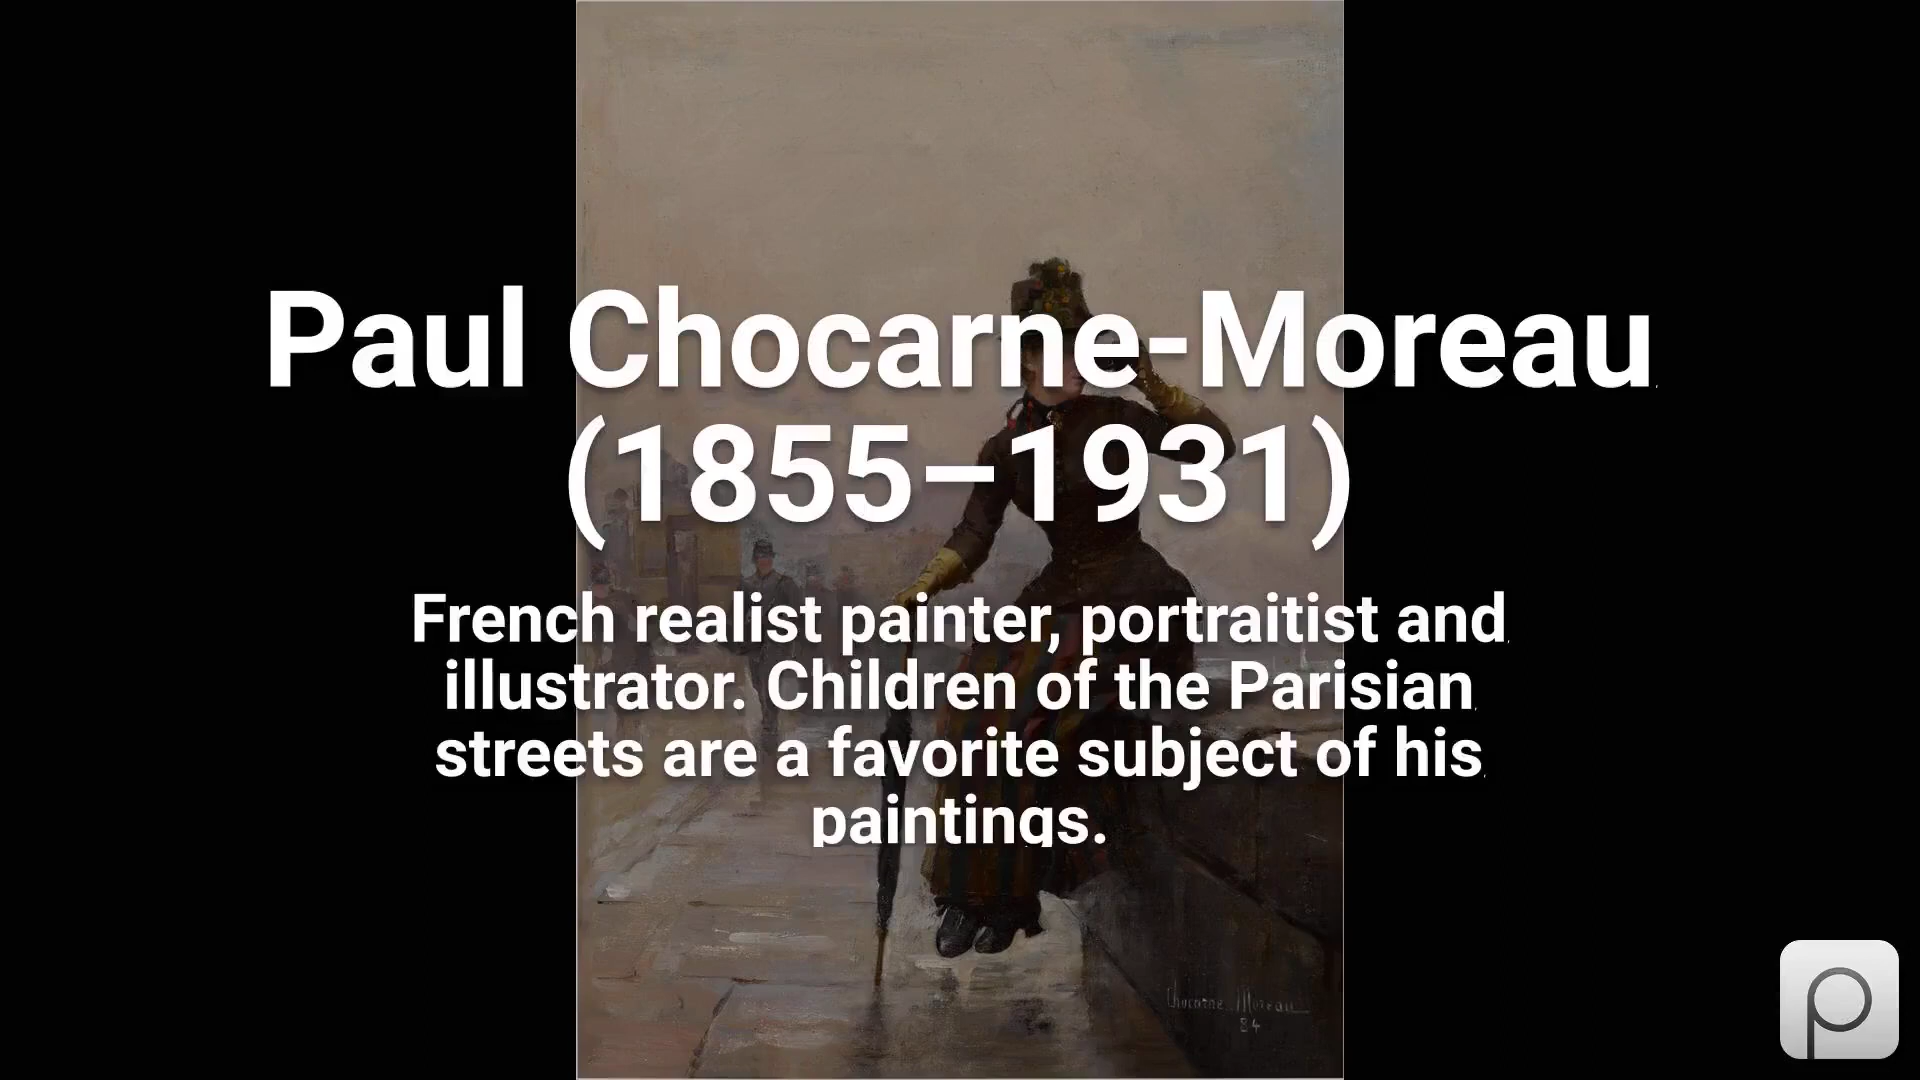 Paul Chocarne-Moreau
(1855–1931)
French realist painter, portraitist and
illustrator. Children of the Parisian
streets are a favorite subject of his
paintings.
Chocarne-Moreau
84